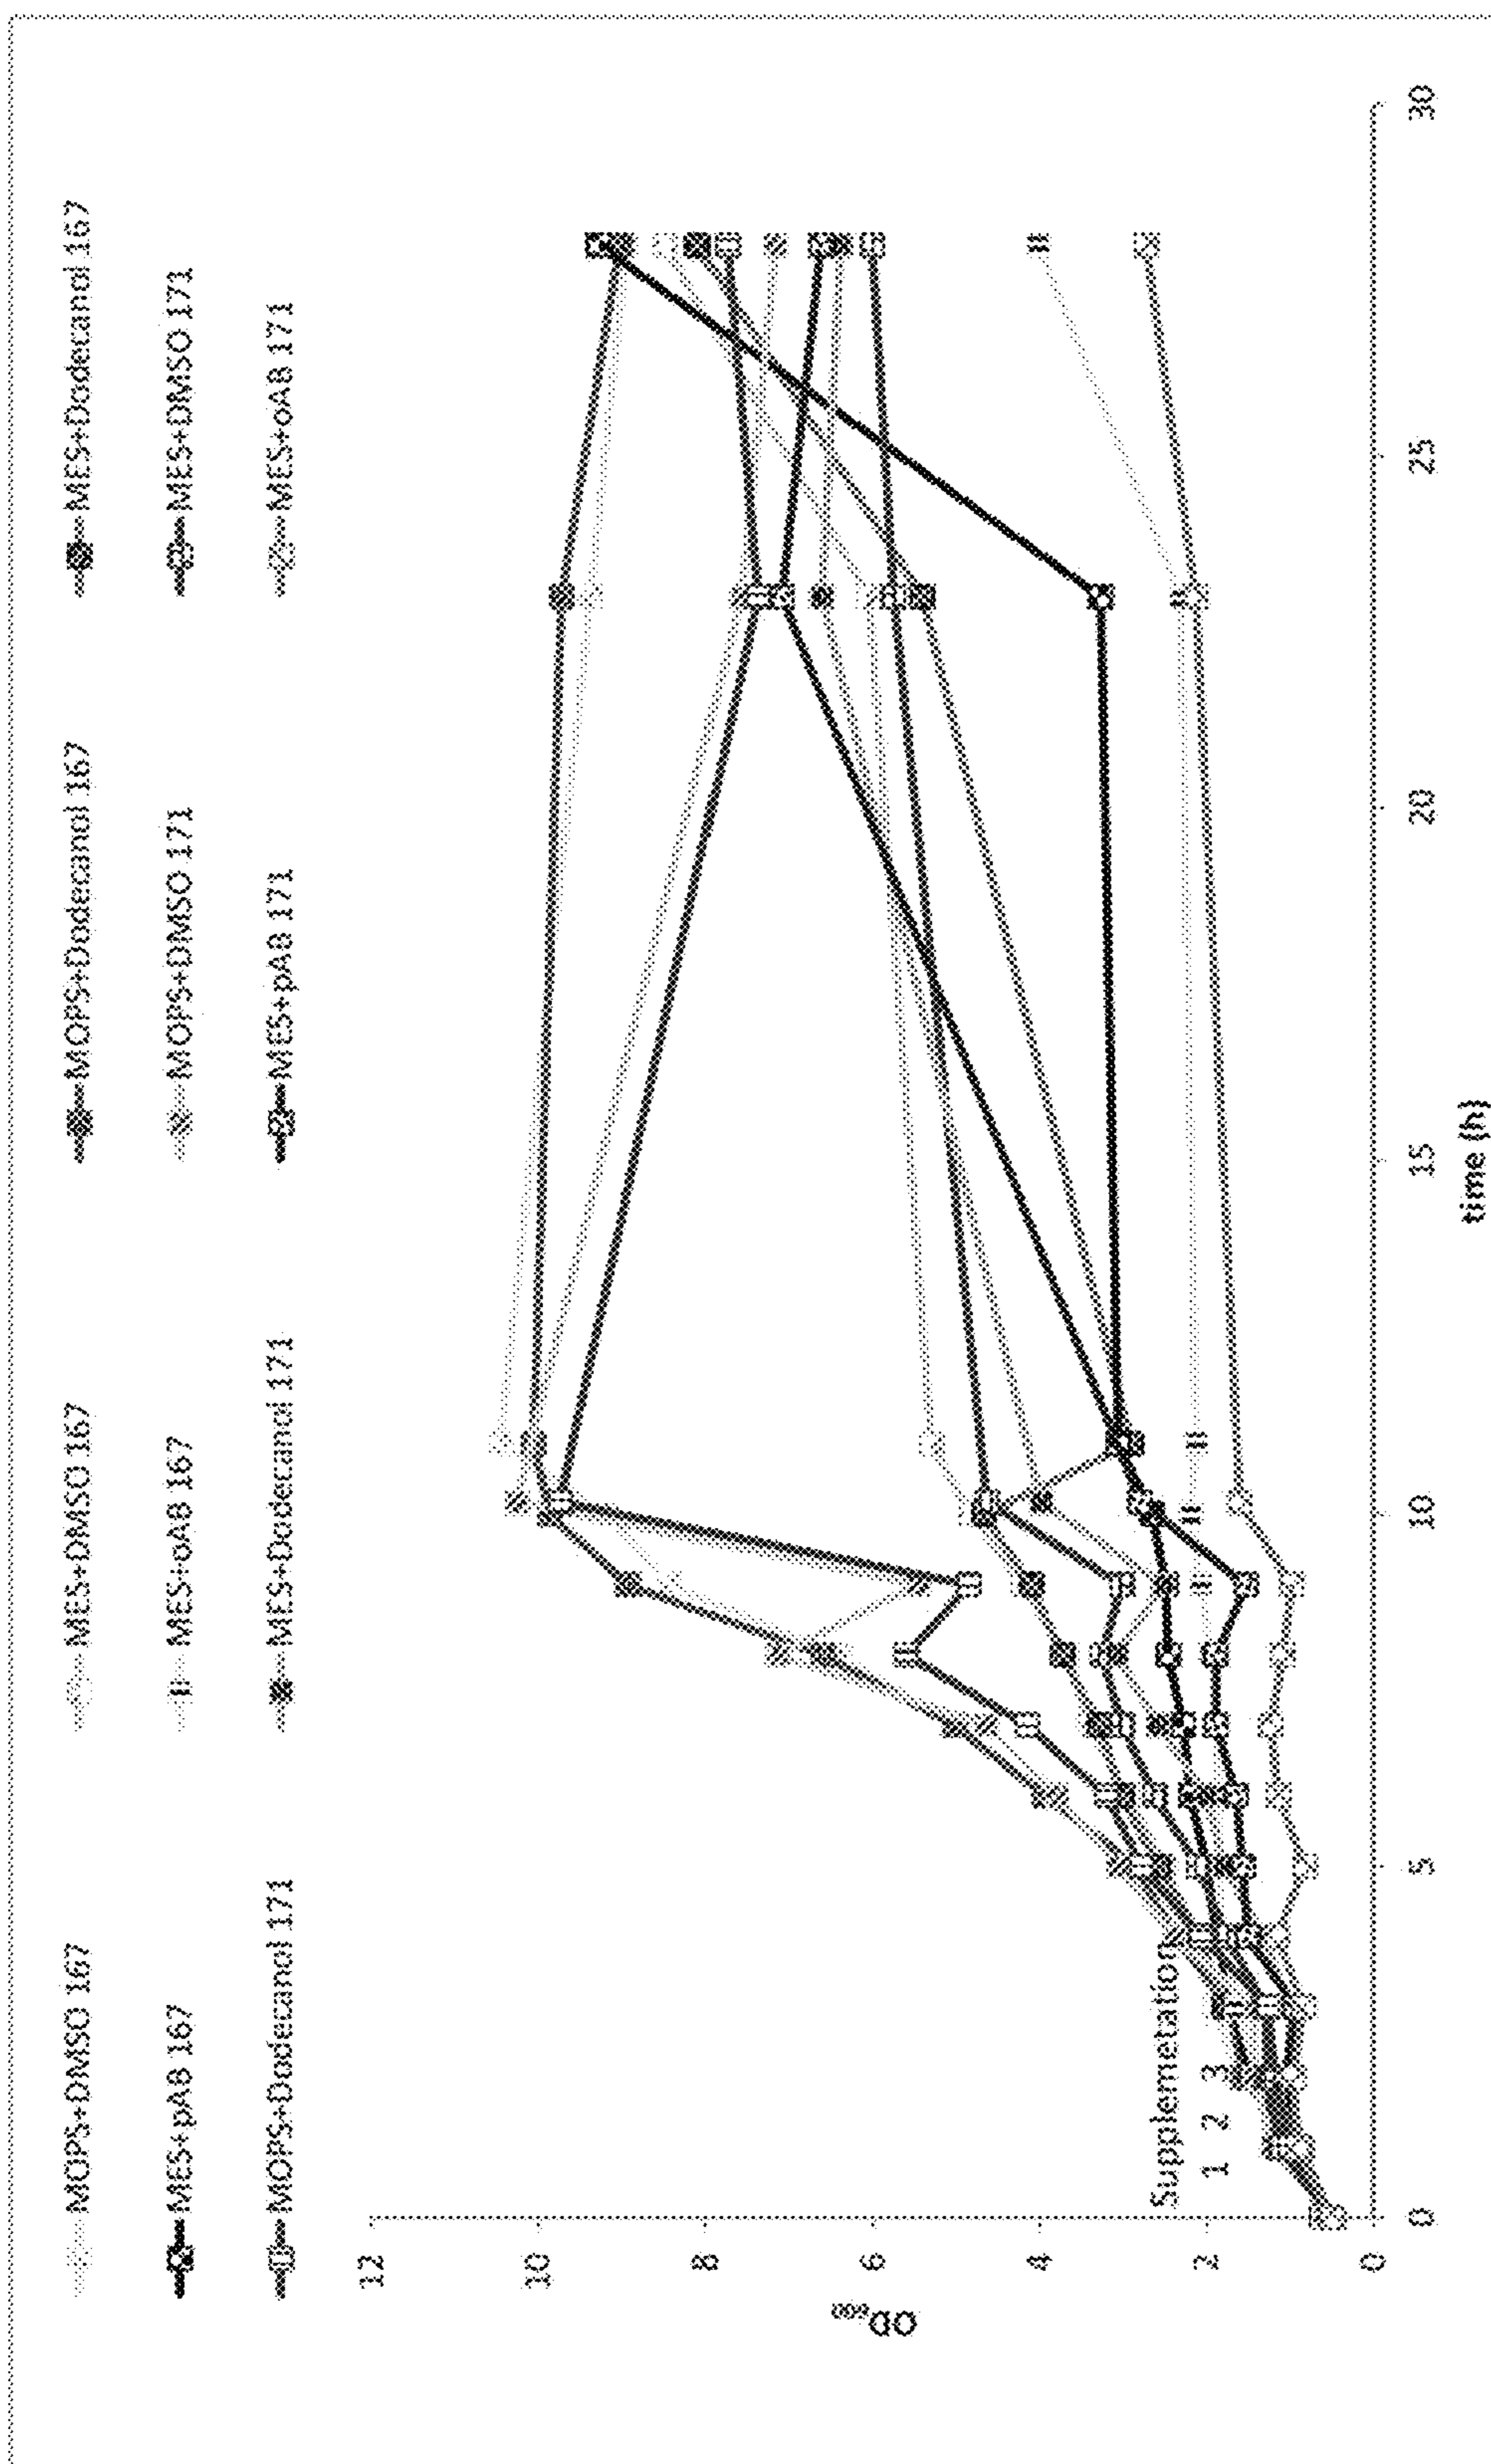 MOPS+DMSO 167 MES+DMSO 167 MOPS+Dodecanol 167 MES+Dodecanol 167
MES+pAB 167 MES+oAB 167 MOPS+DMSO 171 MES+DMSO 171
MOPS+Dodecanol 171 MES+Dodecanol 171 MES+pAB 171 MES+oAB 171
12
10
8
6
4
2
0
OD
Supplemetation
1 2 3
0 5 10 15 20 25 30
time (h)